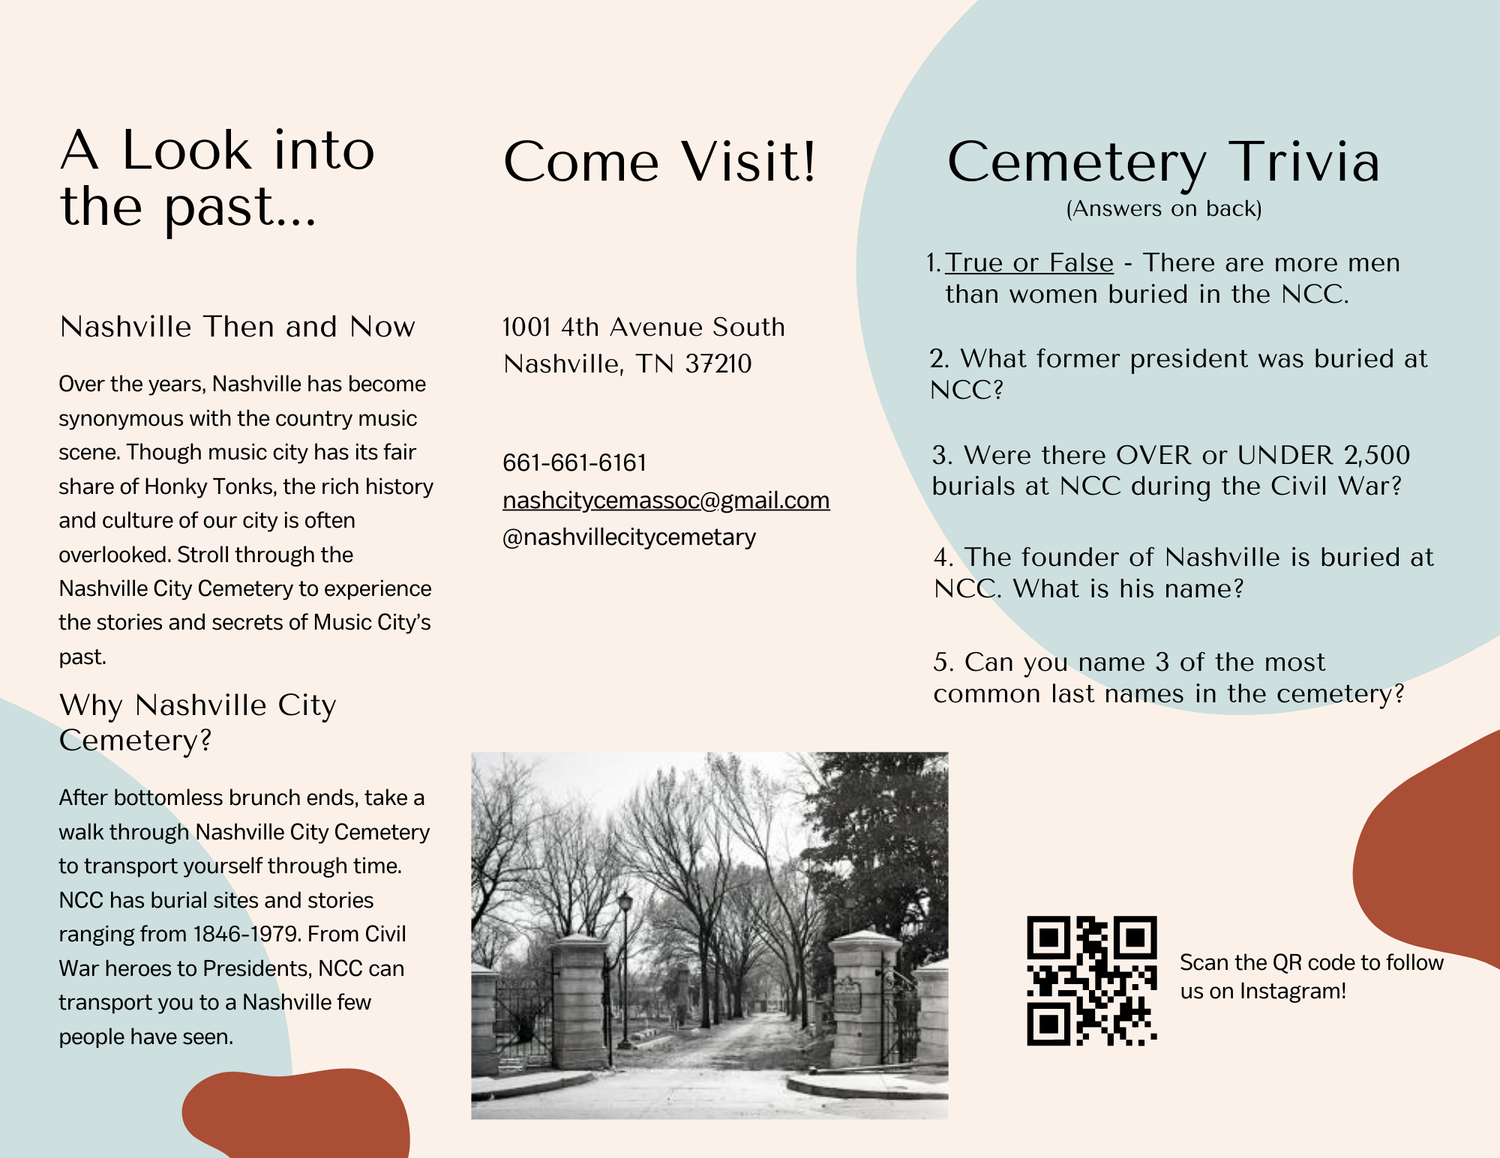 A Look into
the past...
Nashville Then and Now
Over the years, Nashville has become
synonymous with the country music
scene. Though music city has its fair
share of Honky Tonks, the rich history
and culture of our city is often
overlooked. Stroll through the
Nashville City Cemetery to experience
the stories and secrets of Music City's
past.
Why Nashville City
Cemetery?
After bottomless brunch ends, take a
walk through Nashville City Cemetery
to transport yourself through time.
NCC has burial sites and stories
ranging from 1846-1979. From Civil
War heroes to Presidents, NCC can
transport you to a Nashville few
people have seen.
Come Visit!
1001 4th Avenue South
Nashville, TN 37210
661-661-6161
nashcitycemassoc@gmail.com
@nashvillecitycemetary
Cemetery Trivia
(Answers on back)
1. True or False - There are more men
than women buried in the NCC.
2. What former president was buried at
NCC?
3. Were there OVER or UNDER 2,500
burials at NCC during the Civil War?
4. The founder of Nashville is buried at
NCC. What is his name?
5. Can you name 3 of the most
common last names in the cemetery?
Scan the QR code to follow
us on Instagram!